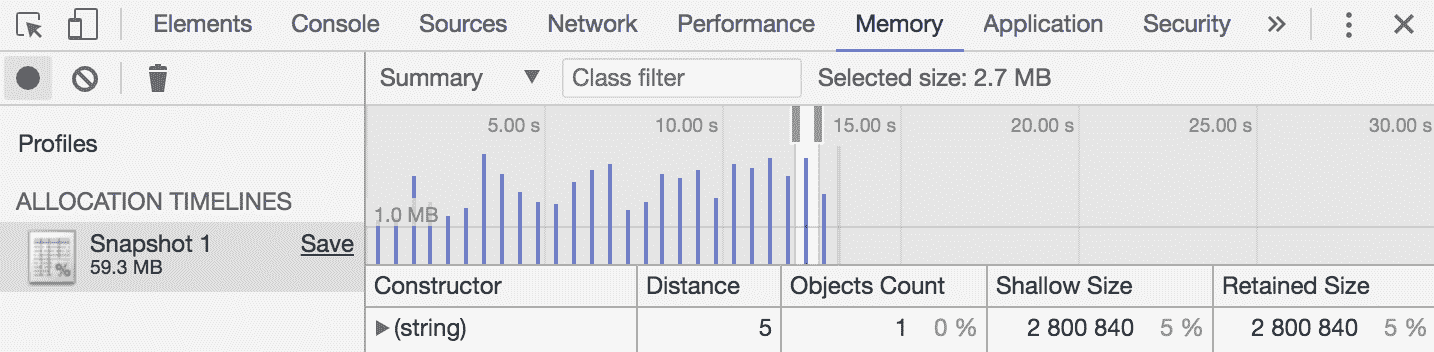 Elements Console Sources Network Performance Memory Application Security »
Summary ▼ Class filter Selected size: 2.7 MB
Profiles
ALLOCATION TIMELINES
Snapshot 1 Save
59.3 MB
5.00 s 10.00 s 15.00 s 20.00 s 25.00 s 30.00 s
1.0 MB
Constructor Distance Objects Count Shallow Size Retained Size
(string) 5 1 0 % 2 800 840 5 % 2 800 840 5 %